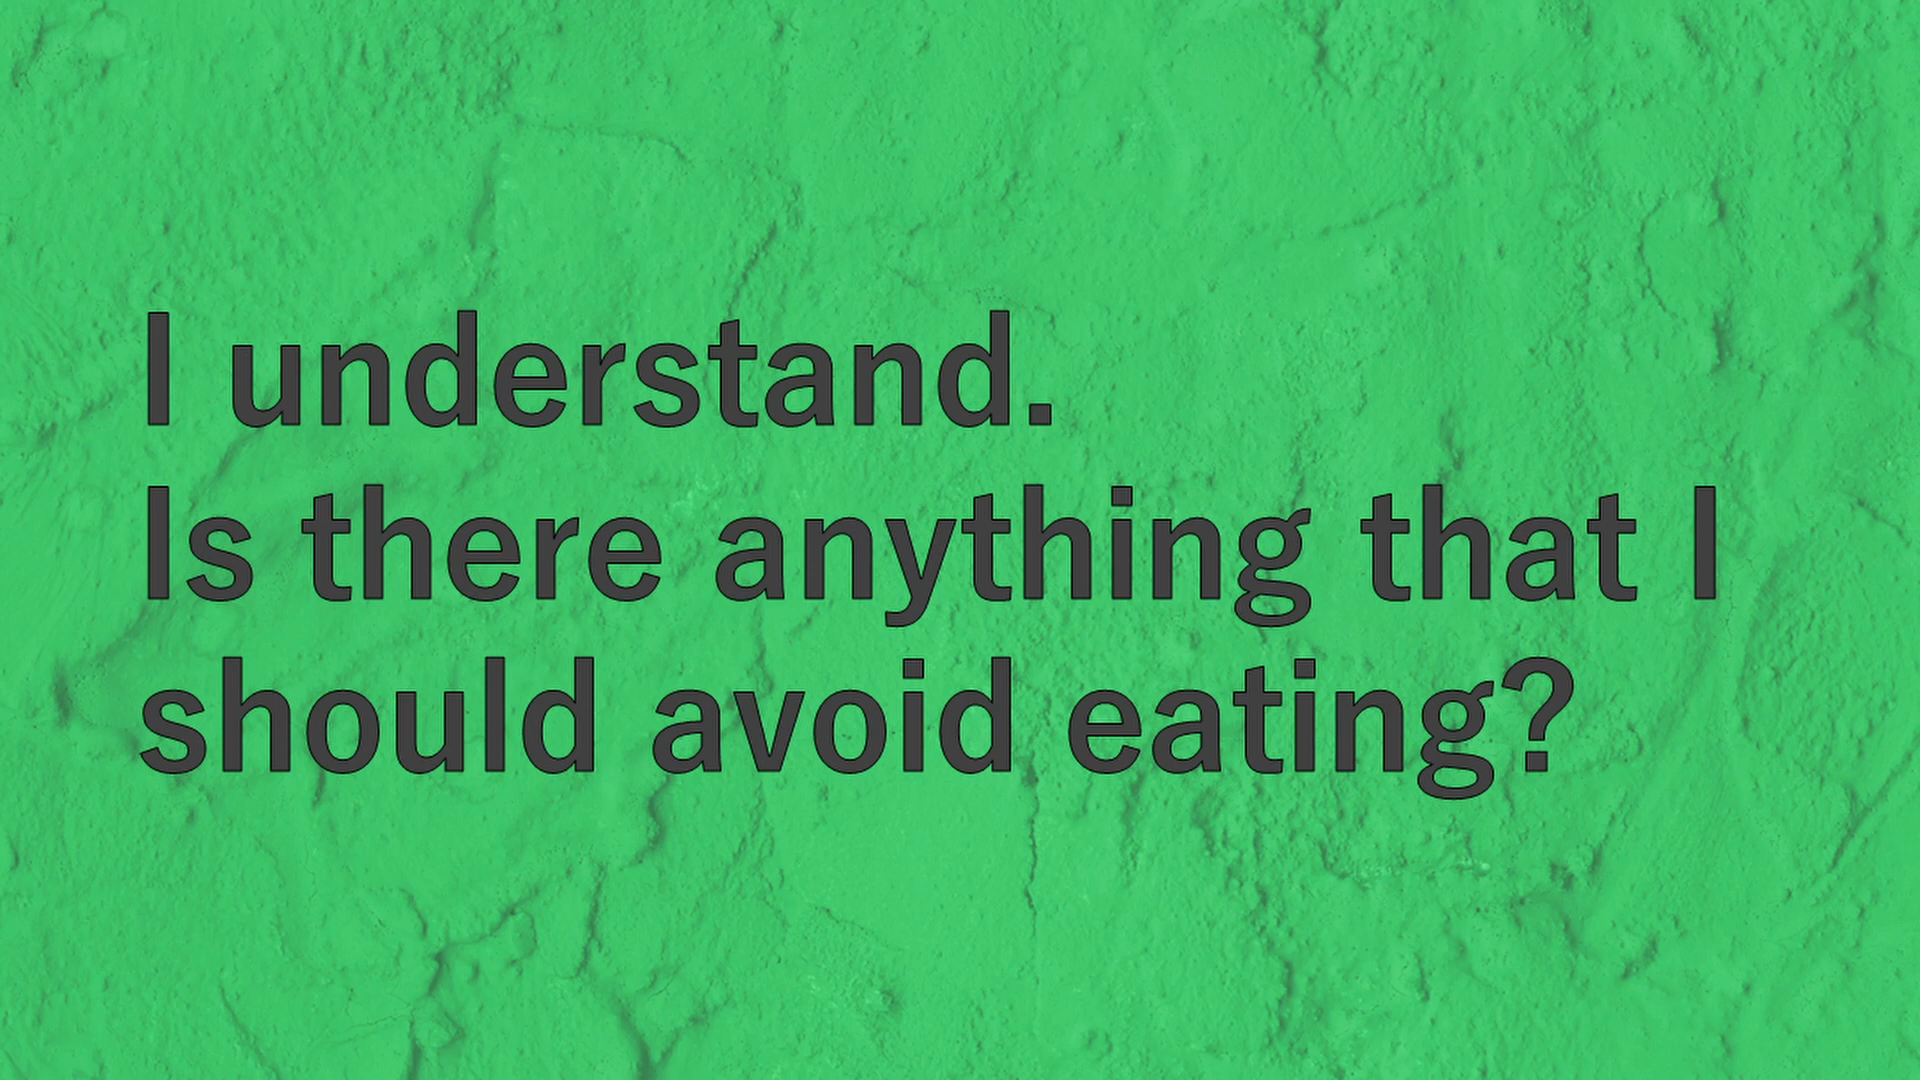 I understand.
Is there anything that I
should avoid eating?